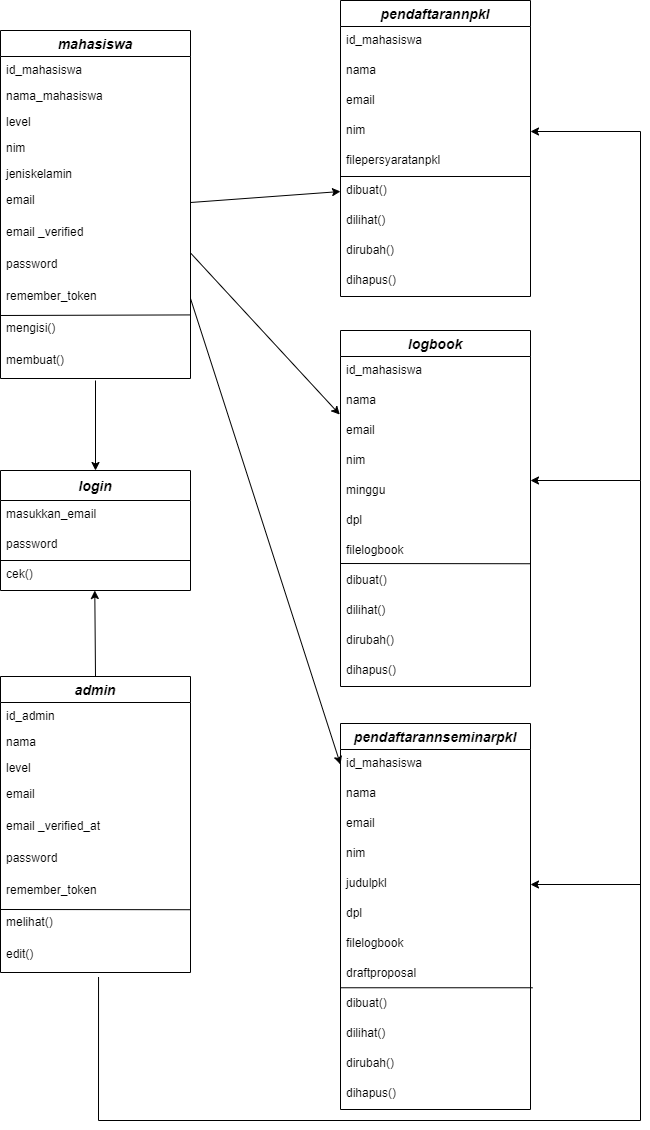 mahasiswa
id_mahasiswa
nama_mahasiswa
level
nim
jeniskelamin
email
email _verified
password
remember_token
mengisi()
membuat()
login
masukkan_email
password
cek()
admin
id_admin
nama
level
email
email _verified_at
password
remember_token
melihat()
edit()
pendaftarannpkl
id_mahasiswa
nama
email
nim
filepersyaratanpkl
dibuat()
dilihat()
dirubah()
dihapus()
logbook
id_mahasiswa
nama
email
nim
minggu
dpl
filelogbook
dibuat()
dilihat()
dirubah()
dihapus()
pendaftarannseminarpkl
id_mahasiswa
nama
email
nim
judulpkl
dpl
filelogbook
draftproposal
dibuat()
dilihat()
dirubah()
dihapus()